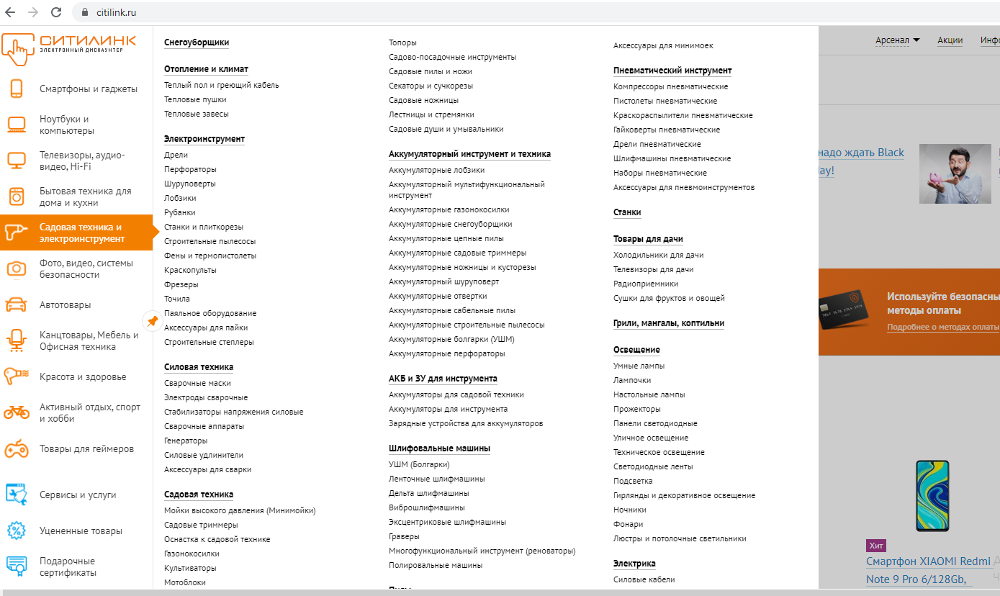 citilink.ru
СИТИЛИНК
ЭЛЕКТРОННЫЙ ДИСКАУНТЕР
Смартфоны и гаджеты
Ноутбуки и
компьютеры
Телевизоры, аудио-
видео, Hi-Fi
Бытовая техника для
дома и кухни
Садовая техника и
электроинструмент
Фото, видео, системы
безопасности
Автотовары
Канцтовары, Мебель и
Офисная техника
Красота и здоровье
Активный отдых, спорт
и хобби
Товары для геймеров
Сервисы и услуги
Уцененные товары
Подарочные
сертификаты
Снегоуборщики
Отопление и климат
Теплый пол и греющий кабель
Тепловые пушки
Тепловые завесы
Электроинструмент
Дрели
Перфораторы
Шуруповерты
Лобзики
Рубанки
Станки и плиткорезы
Строительные пылесосы
Фены и термопистолеты
Краскопульты
Фрезеры
Точила
Паяльное оборудование
Аксессуары для пайки
Строительные степлеры
Силовая техника
Сварочные маски
Электроды сварочные
Стабилизаторы напряжения силовые
Сварочные аппараты
Генераторы
Силовые удлинители
Аксессуары для сварки
Садовая техника
Мойки высокого давления (Минимойки)
Садовые триммеры
Оснастка к садовой технике
Газонокосилки
Культиваторы
Мотоблоки
Топоры
Садово-посадочные инструменты
Садовые пилы и ножи
Секаторы и сучкорезы
Садовые ножницы
Лестницы и стремянки
Садовые души и умывальники
Аккумуляторный инструмент и техника
Аккумуляторные лобзики
Аккумуляторный мультифункциональный
инструмент
Аккумуляторные газонокосилки
Аккумуляторные снегоуборщики
Аккумуляторные цепные пилы
Аккумуляторные садовые триммеры
Аккумуляторные ножницы и кусторезы
Аккумуляторный шуруповерт
Аккумуляторные отвертки
Аккумуляторные сабельные пилы
Аккумуляторные строительные пылесосы
Аккумуляторные болгарки (УШМ)
Аккумуляторные перфораторы
АКБ и ЗУ для инструмента
Аккумуляторы для садовой техники
Аккумуляторы для инструмента
Зарядные устройства для аккумуляторов
Шлифовальные машины
УШМ (Болгарки)
Ленточные шлифмашины
Дельта шлифмашины
Виброшлифмашины
Эксцентриковые шлифмашины
Граверы
Многофункциональный инструмент (реноваторы)
Полировальные машины
Аксессуары для минимоек
Пневматический инструмент
Компрессоры пневматические
Пистолеты пневматические
Краскораспылители пневматические
Гайковерты пневматические
Дрели пневматические
Шлифмашины пневматические
Наборы пневматические
Аксессуары для пневмоинструментов
Станки
Товары для дачи
Холодильники для дачи
Телевизоры для дачи
Радиоприемники
Сушки для фруктов и овощей
Грили, мангалы, коптильни
Освещение
Умные лампы
Лампочки
Настольные лампы
Прожекторы
Панели светодиодные
Уличное освещение
Техническое освещение
Светодиодные ленты
Подсветка
Гирлянды и декоративное освещение
Ночники
Фонари
Люстры и потолочные светильники
Электрика
Силовые кабели
Арсенал Акции Инфо
надо ждать Black
lay!
Используйте безопасны
методы оплаты
Подробнее о методах оплаты
Хит
Смартфон XIAOMI Redmi
Note 9 Pro 6/128Gb,